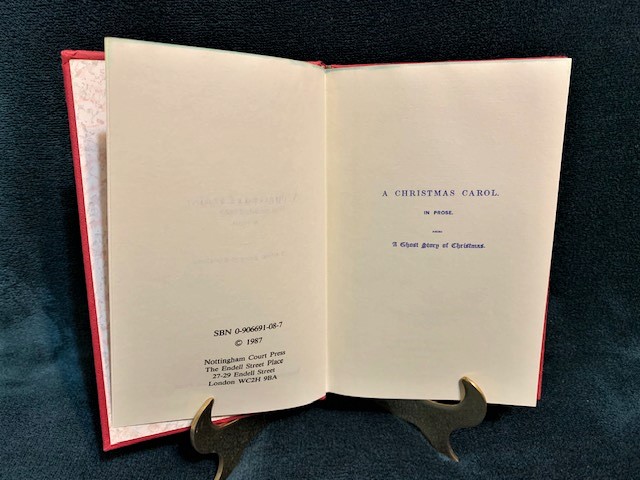 SBN 0-906691-08-7
© 1987
Nottingham Court Press
The Endell Street Place
27-29 Endell Street
London WC2H 9BA
A CHRISTMAS CAROL.
IN PROSE.
A Ghost Story of Christmas.